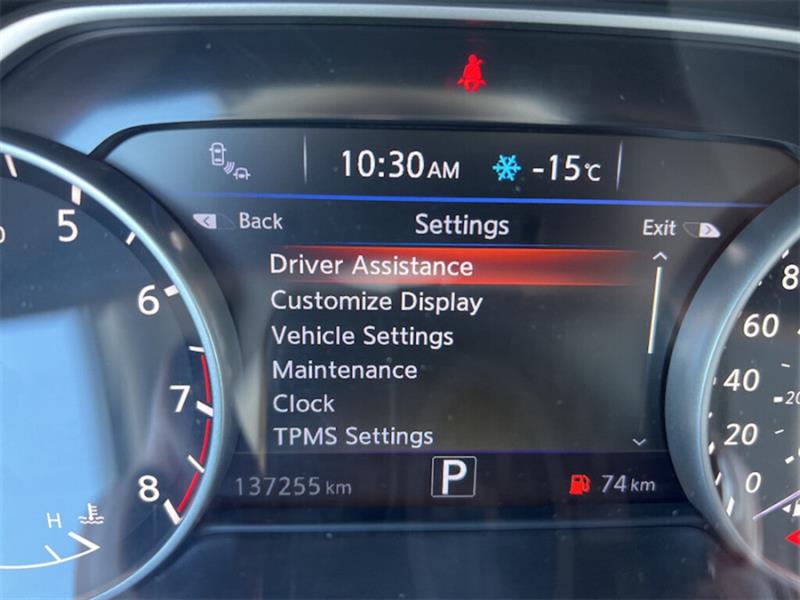 10:30AM -15°C
Back Settings Exit
Driver Assistance
Customize Display
Vehicle Settings
Maintenance
Clock
TPMS Settings
137255 km P 74 km
5
6
7
8
H
60
40
20
0